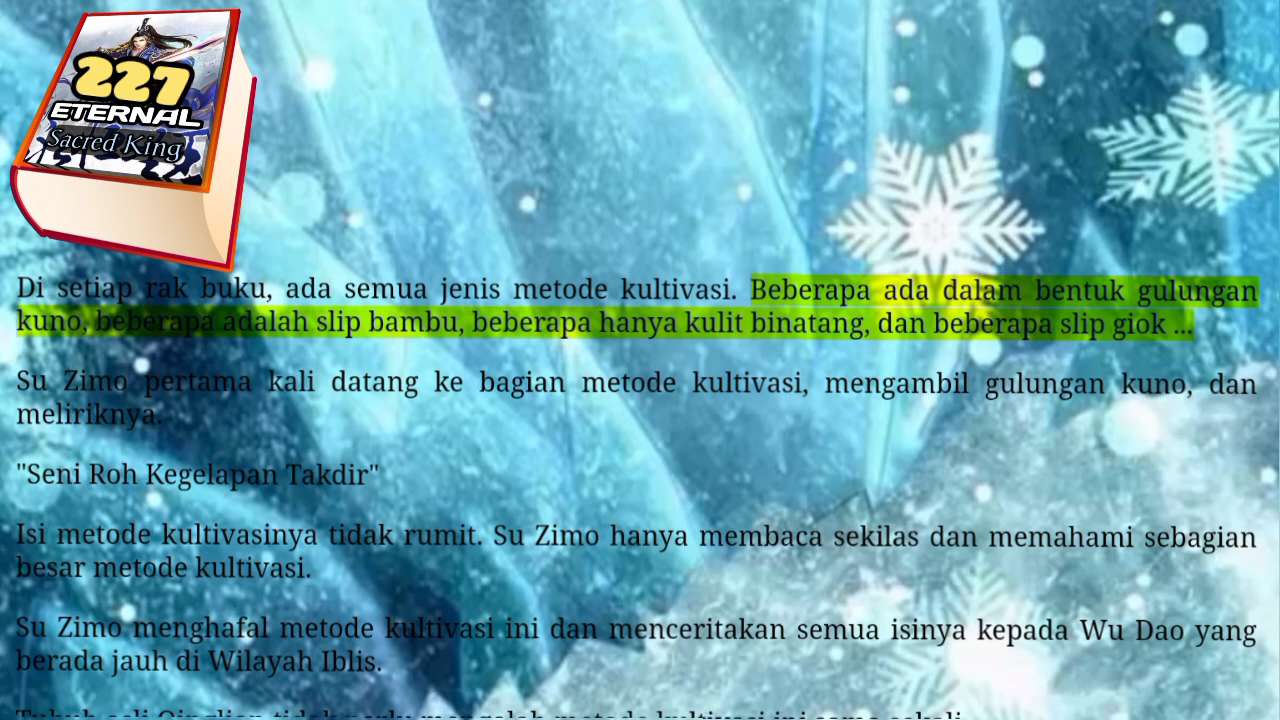 227
ETERNAL
Sacred King
Di setiap rak buku, ada semua jenis metode kultivasi. Beberapa ada dalam bentuk gulungan
kuno, beberapa adalah slip bambu, beberapa hanya kulit binatang, dan beberapa slip giok ...
Su Zimo pertama kali datang ke bagian metode kultivasi, mengambil gulungan kuno, dan
meliriknya.
"Seni Roh Kegelapan Takdir"
Isi metode kultivasinya tidak rumit. Su Zimo hanya membaca sekilas dan memahami sebagian
besar metode kultivasi.
Su Zimo menghafal metode kultivasi ini dan menceritakan semua isinya kepada Wu Dao yang
berada jauh di Wilayah Iblis.